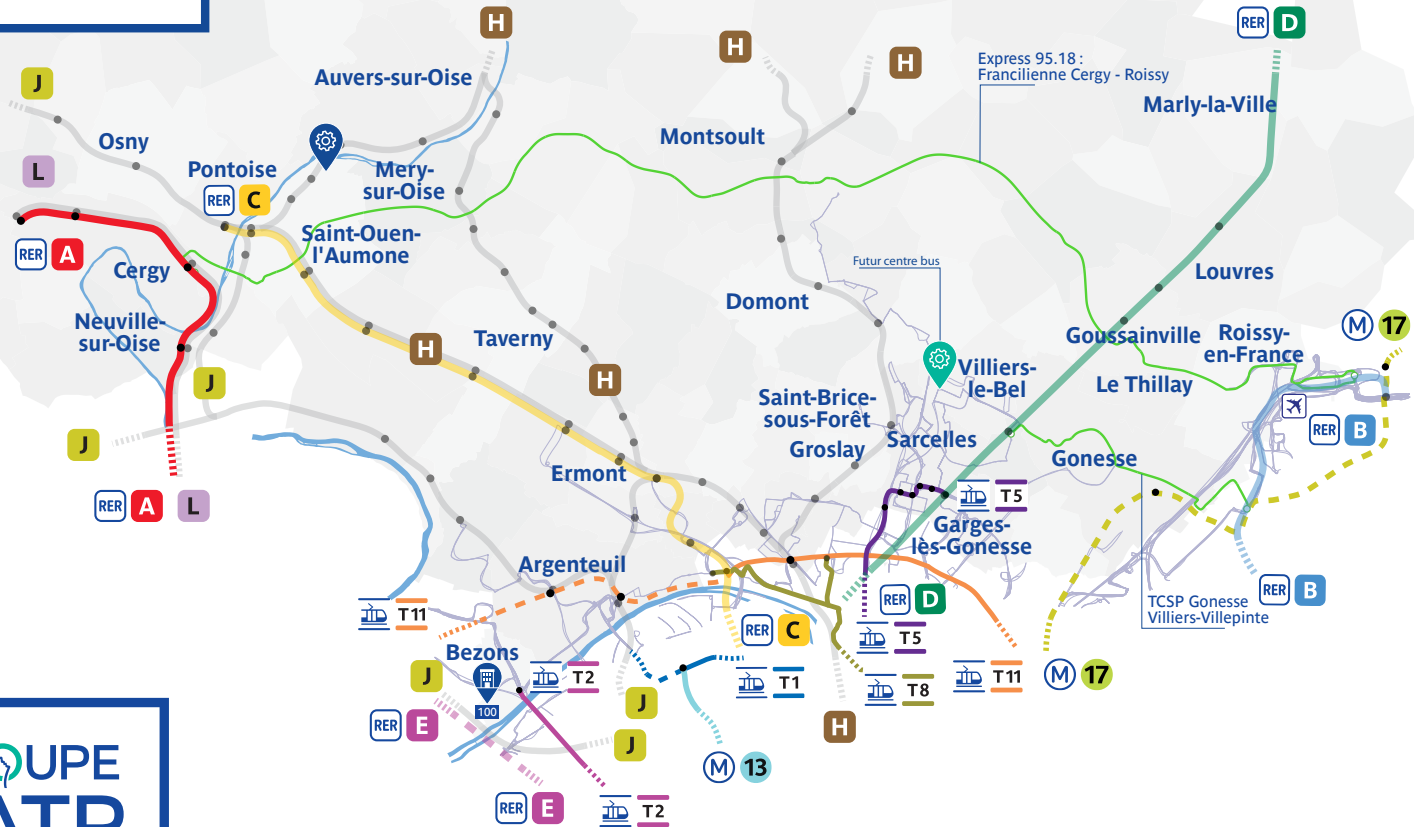 H
RER D
H
H
Express 95.18 :
Francilienne Cergy - Roissy
J
Auvers-sur-Oise
Marly-la-Ville
Osny
Montsoult
L
Pontoise
RER C
Mery-
sur-Oise
RER A
Saint-Ouen-
l'Aumone
Cergy
Futur centre bus
Louvres
Domont
Neuville-
sur-Oise
Taverny
H
Goussainville
Roissy-
en-France
M 17
J
H
Villiers-
le-Bel
Le Thillay
Saint-Brice-
sous-Forêt
J
Groslay
Sarcelles
RER B
Ermont
Gonesse
RER A
L
T5
Garges-
lès-Gonesse
Argenteuil
T11
RER D
RER B
TCSP Gonesse
Villiers-Villepinte
RER C
T5
Bezons
J
T2
T1
T8
T11
M 17
100
J
RER E
H
J
M 13
UPE
RER E
T2